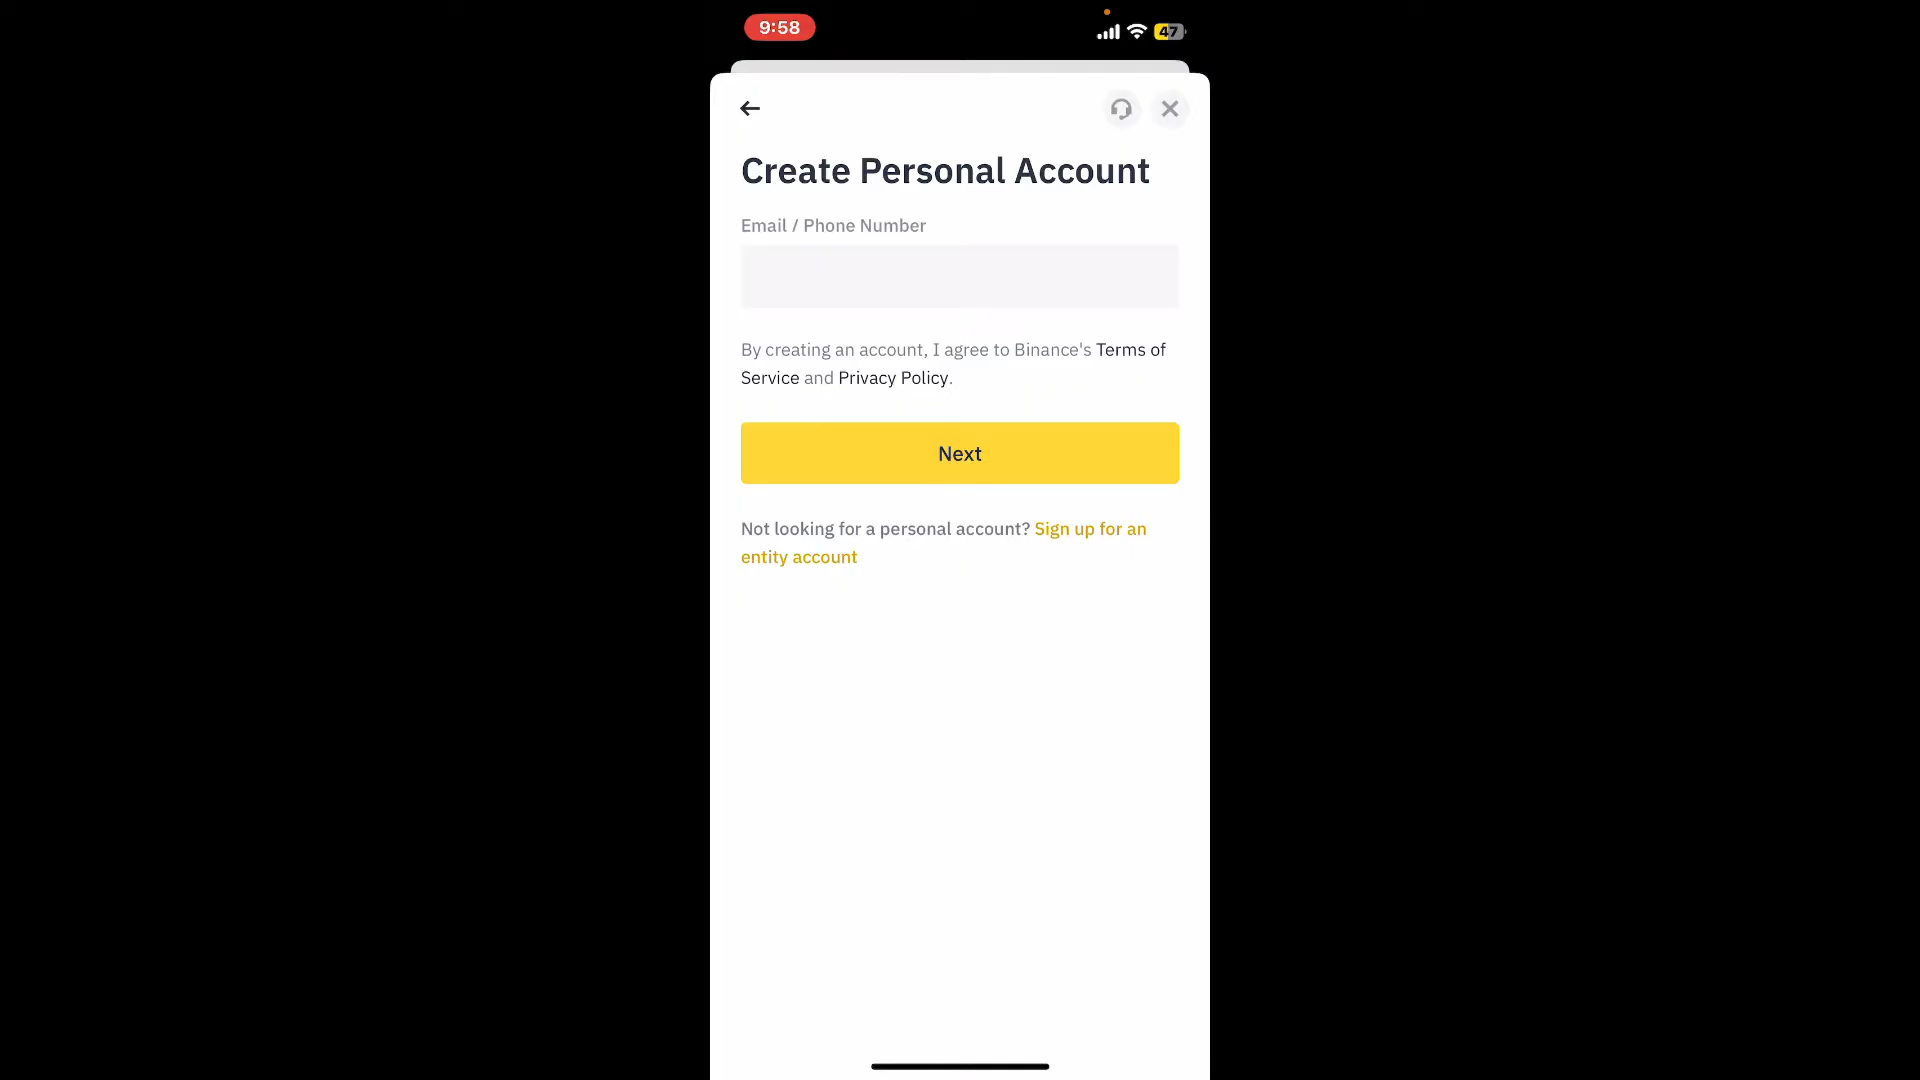 9:58
47
Create Personal Account
Email / Phone Number
By creating an account, I agree to Binance's Terms of
Service and Privacy Policy.
Next
Not looking for a personal account? Sign up for an
entity account